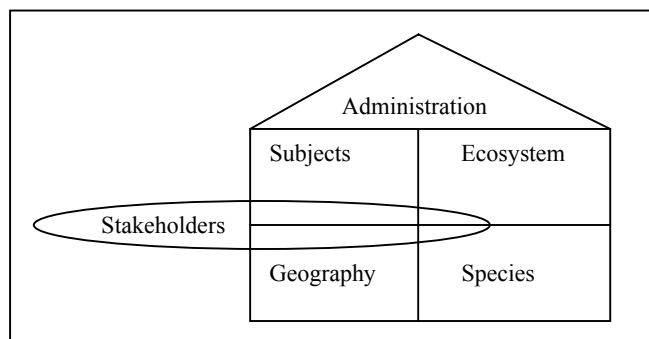 Administration
Subjects Ecosystem
Stakeholders
Geography Species